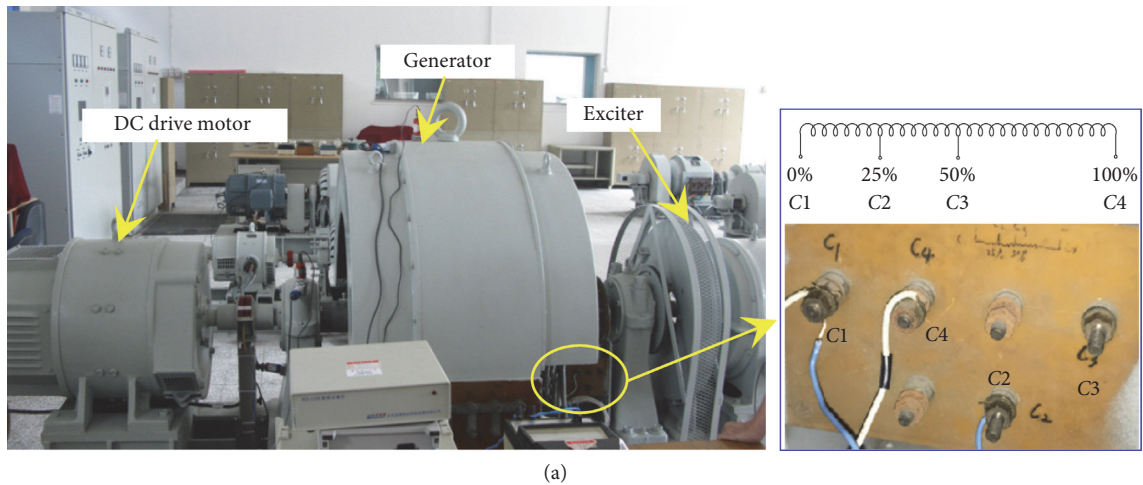 Generator
DC drive motor
Exciter
0% 25% 50% 100%
C1 C2 C3 C4
C1 C4
C1 C4
C2 C3
C3
C2
(a)